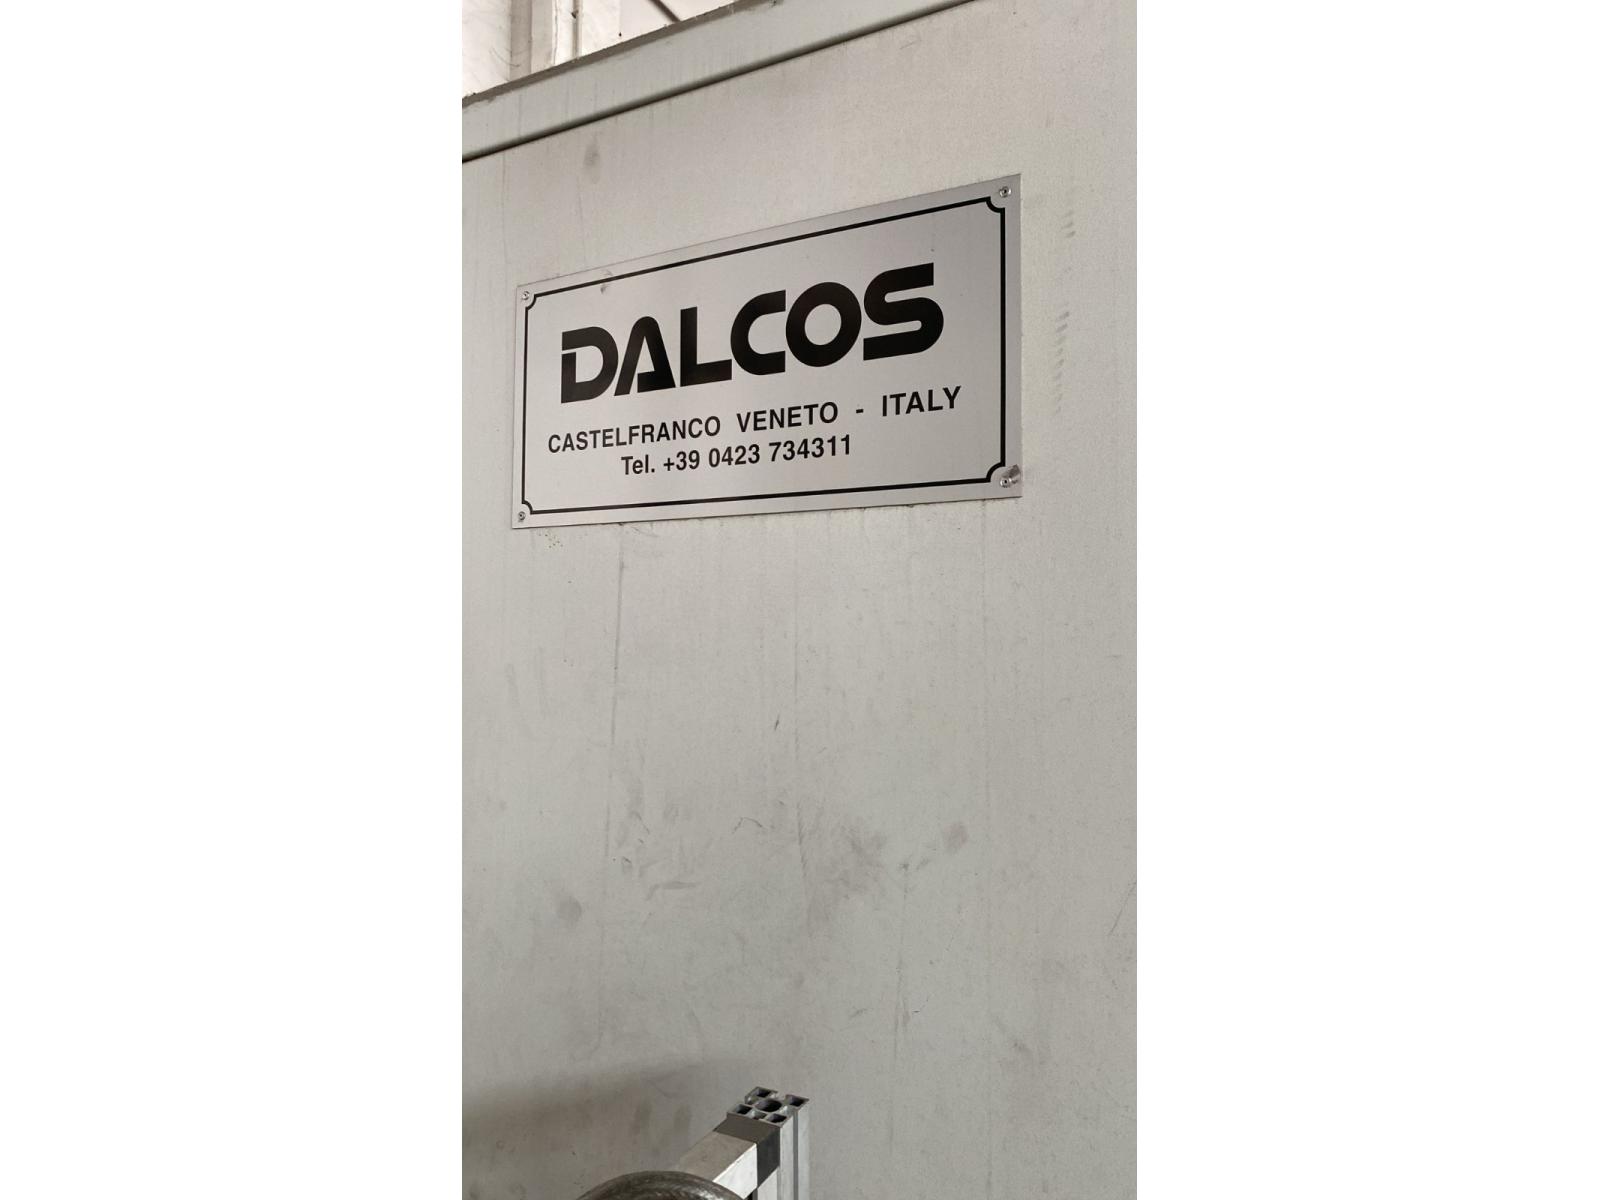 DALCOS
CASTELFRANCO VENETO - ITALY
Tel. +39 0423 734311